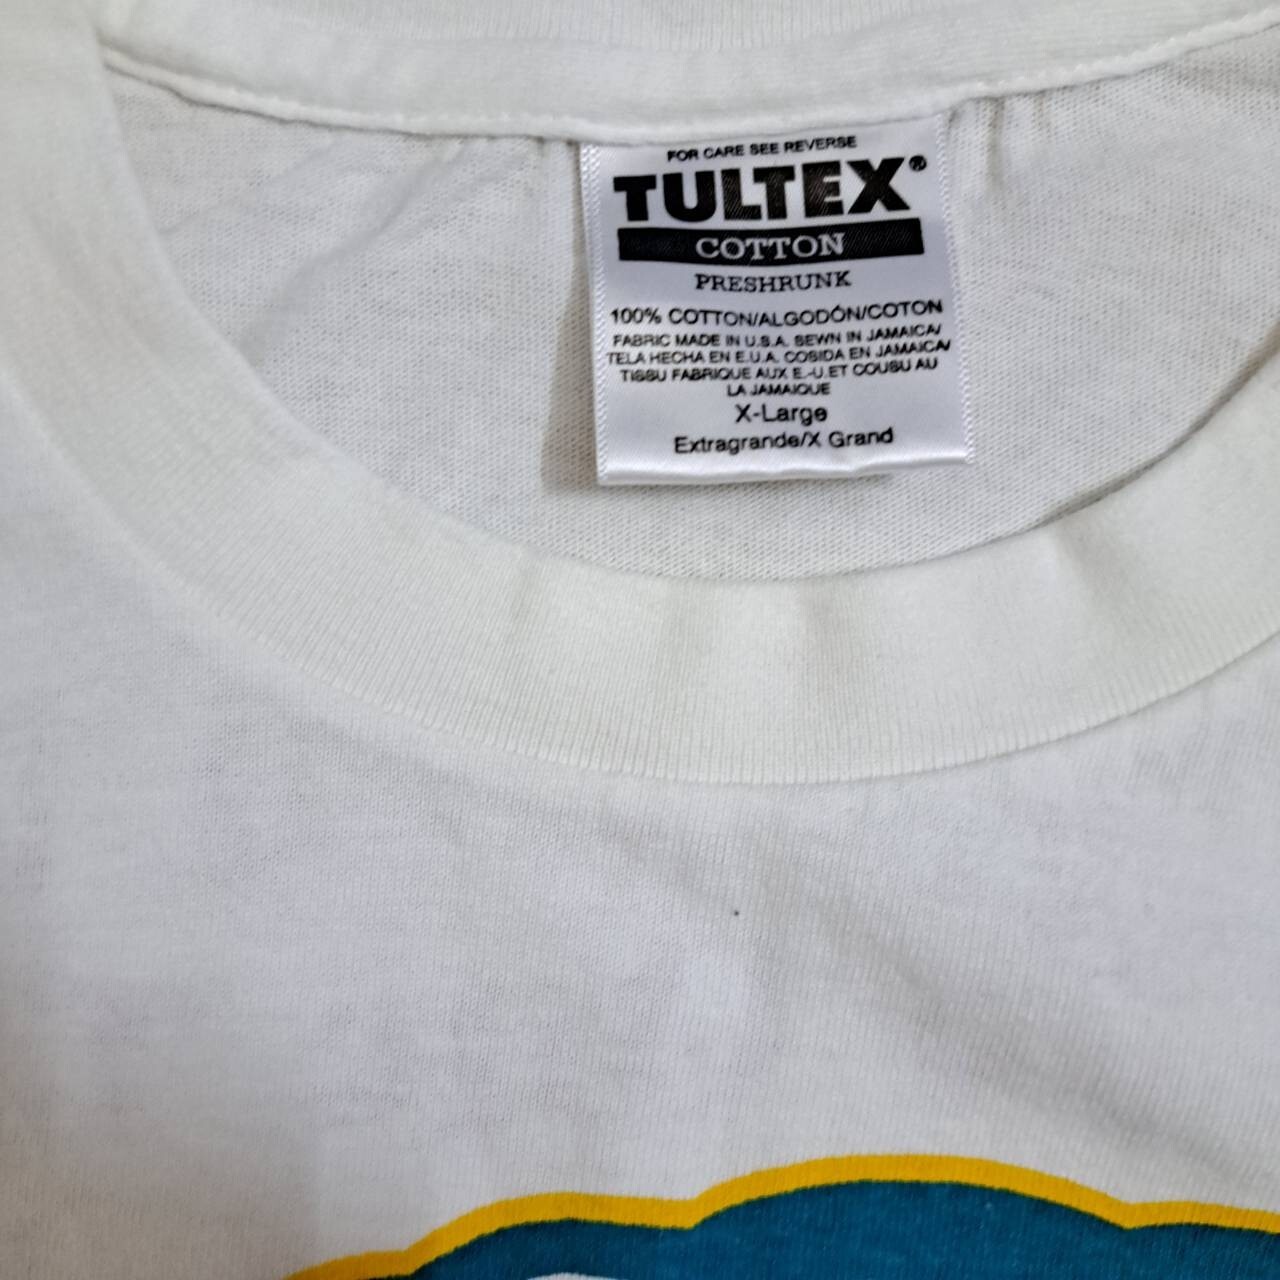 FOR CARE SEE REVERSE
TULTEX®
COTTON
PRESHRUNK
100% COTTON/ALGODÓN/COTON
FABRIC MADE IN U.S.A. SEWN IN JAMAICA/
TELA HECHA EN E.U.A. COSIDA EN JAMAICA/
TISSU FABRIQUE AUX E.-U.ET COUSU AU
LA JAMAIQUE
X-Large
Extragrande/X Grand